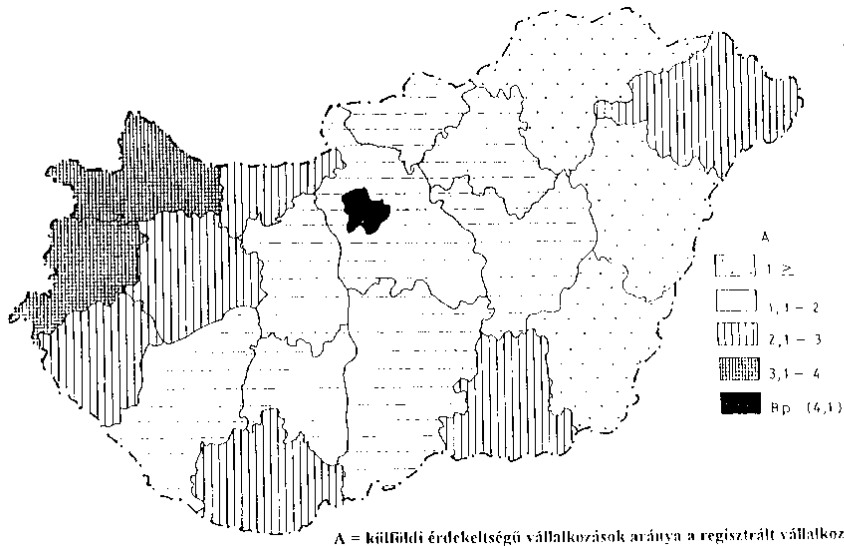 A
1 ≥
1,1 – 2
2,1 – 3
3,1 – 4
Bp (4,1)
A = külföldi érdekeltségű vállalkozások aránya a regisztrált vállalkoz